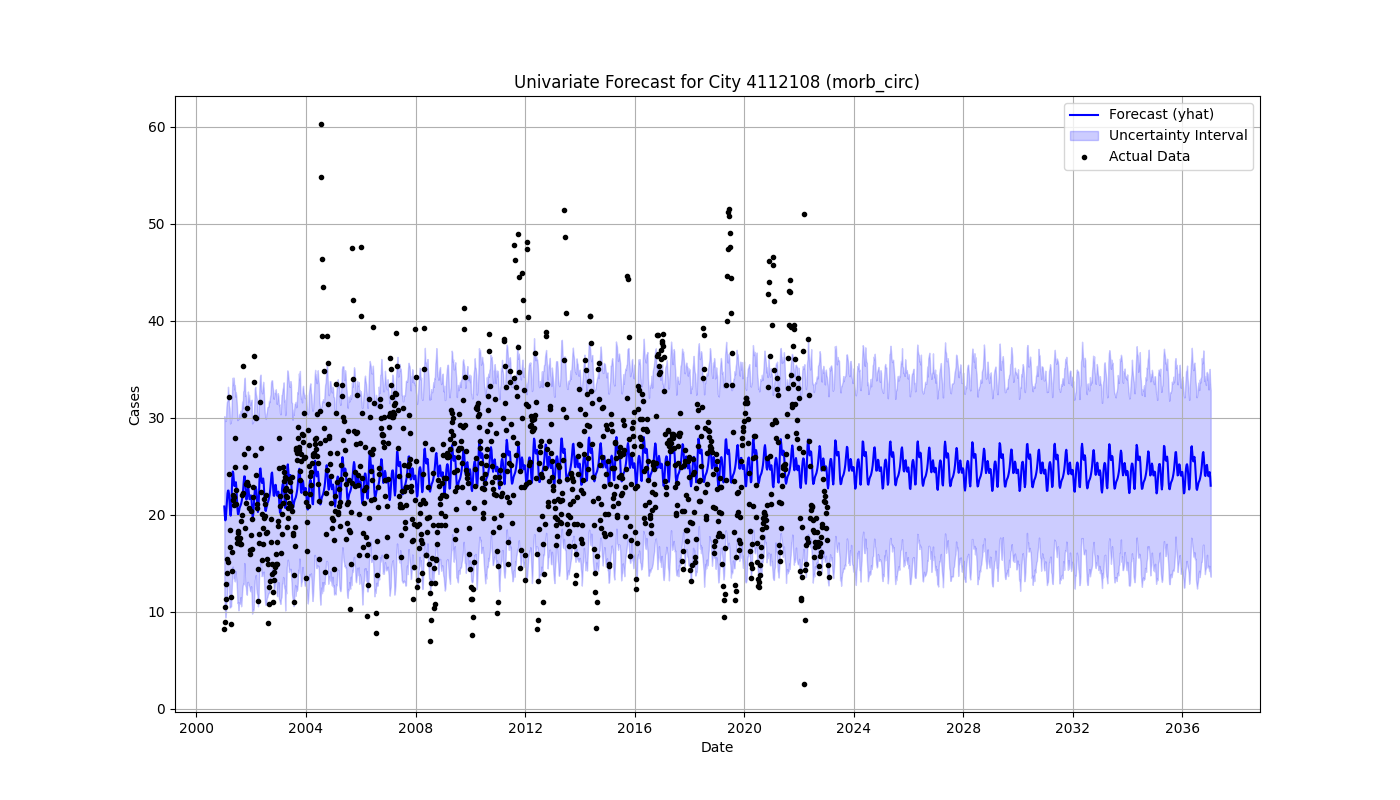 Univariate Forecast for City 4112108 (morb_circ)
Forecast (yhat)
Uncertainty Interval
Actual Data
60
50
40
30
20
10
0
Cases
2000 2004 2008 2012 2016 2020 2024 2028 2032 2036
Date